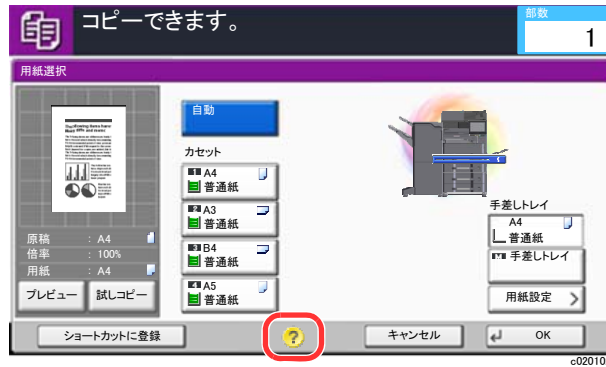 コピーできます。
部数
1
用紙選択
自動
カセット
1 A4
普通紙
2 A3
普通紙
3 B4
普通紙
4 A5
普通紙
原稿 : A4
倍率 : 100%
用紙 : A4
プレビュー
試しコピー
手差しトレイ
A4
普通紙
手差しトレイ
用紙設定
ショートカットに登録
?
キャンセル
OK
c02010